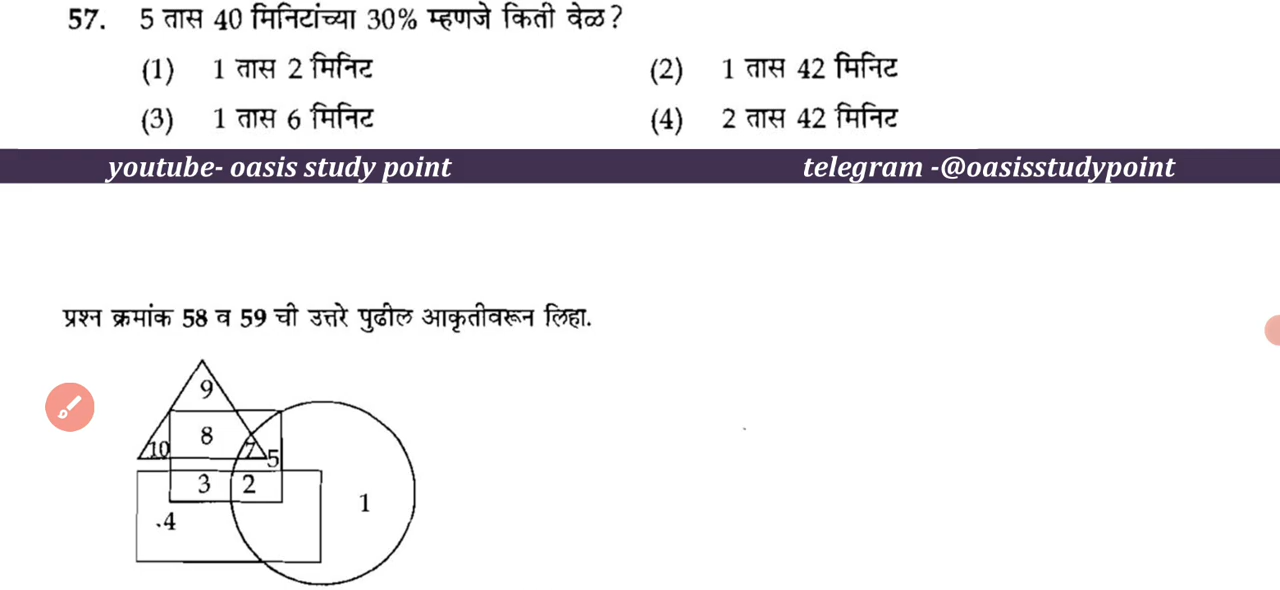 57. 5 तास 40 मिनिटांच्या 30% म्हणजे किती वेळ?
(1) 1 तास 2 मिनिट (2) 1 तास 42 मिनिट
(3) 1 तास 6 मिनिट (4) 2 तास 42 मिनिट
youtube- oasis study point telegram -@oasisstudypoint
प्रश्न क्रमांक 58 व 59 ची उत्तरे पुढील आकृतीवरून लिहा.
9
8
10 7 5
3 2
1
.4